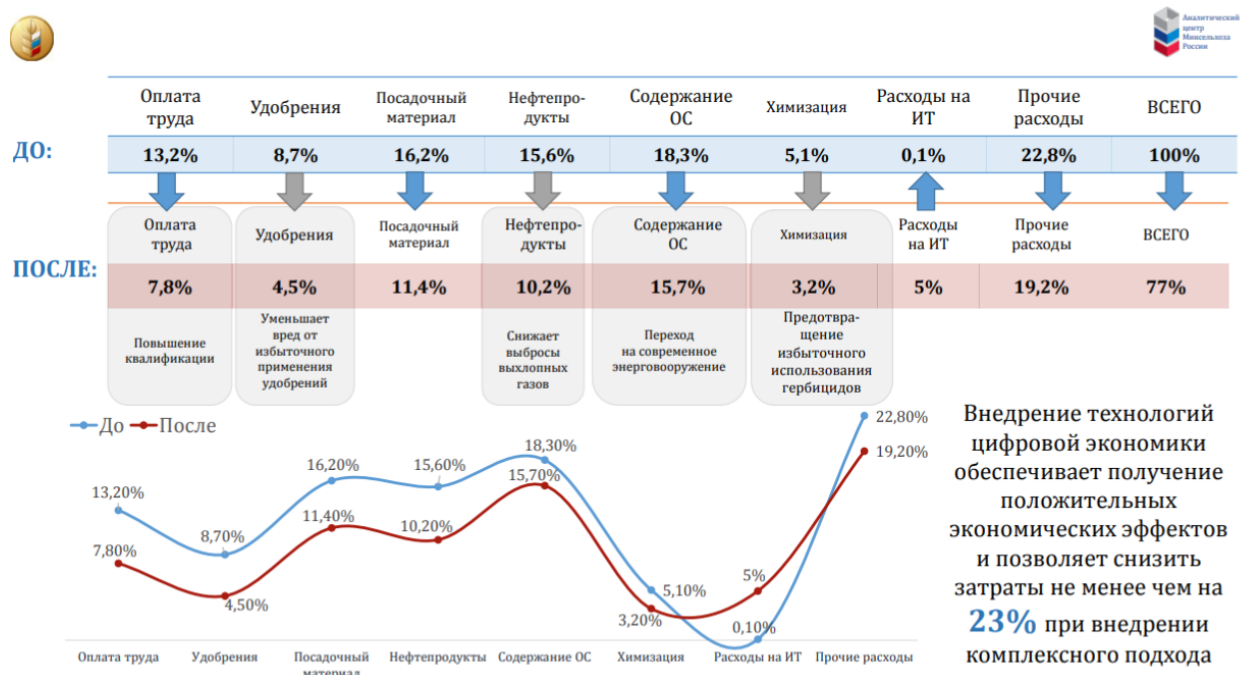 Аналитический
центр
Минсельхоза
России
Оплата
труда
Удобрения
Посадочный
материал
Нефтепро-
дукты
Содержание
ОС
Химизация
Расходы на
ИТ
Прочие
расходы
ВСЕГО
ДО:
13,2%
8,7%
16,2%
15,6%
18,3%
5,1%
0,1%
22,8%
100%
Оплата
труда
Удобрения
Посадочный
материал
Нефтепро-
дукты
Содержание
ОС
Химизация
Расходы
на ИТ
Прочие
расходы
ВСЕГО
ПОСЛЕ:
7,8%
4,5%
11,4%
10,2%
15,7%
3,2%
5%
19,2%
77%
Повышение
квалификации
Уменьшает
вред от
избыточного
применения
удобрений
Снижает
выбросы
выхлопных
газов
Переход
на современное
энерговооружение
Предотвра-
щение
избыточного
использования
гербицидов
До
После
13,20%
8,70%
16,20%
15,60%
18,30%
5,10%
0,10%
22,80%
7,80%
4,50%
11,40%
10,20%
15,70%
3,20%
5%
19,20%
Оплата труда
Удобрения
Посадочный
материал
Нефтепродукты
Содержание ОС
Химизация
Расходы на ИТ
Прочие расходы
Внедрение технологий
цифровой экономики
обеспечивает получение
положительных
экономических эффектов
и позволяет снизить
затраты не менее чем на
23% при внедрении
комплексного подхода